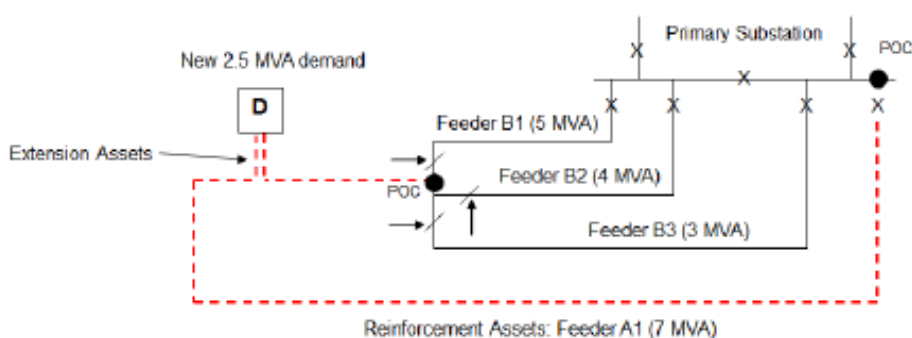 Primary Substation
POC
New 2.5 MVA demand
X
X
X
D
X
X
X
X
Feeder B1 (5 MVA)
Extension Assets
Feeder B2 (4 MVA)
POC
Feeder B3 (3 MVA)
Reinforcement Assets: Feeder A1 (7 MVA)